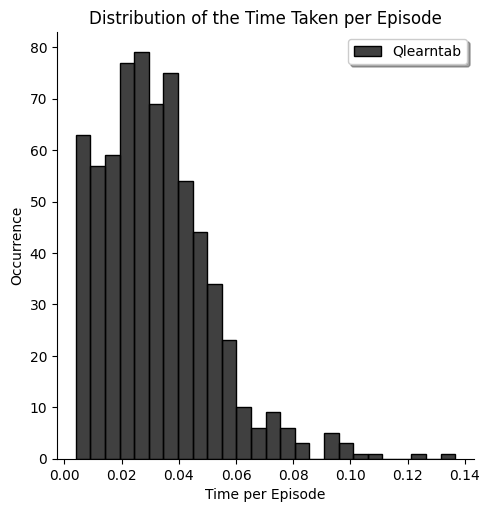 Distribution of the Time Taken per Episode
Qlearntab
80
70
60
50
40
30
20
10
0
Occurrence
0.00 0.02 0.04 0.06 0.08 0.10 0.12 0.14
Time per Episode